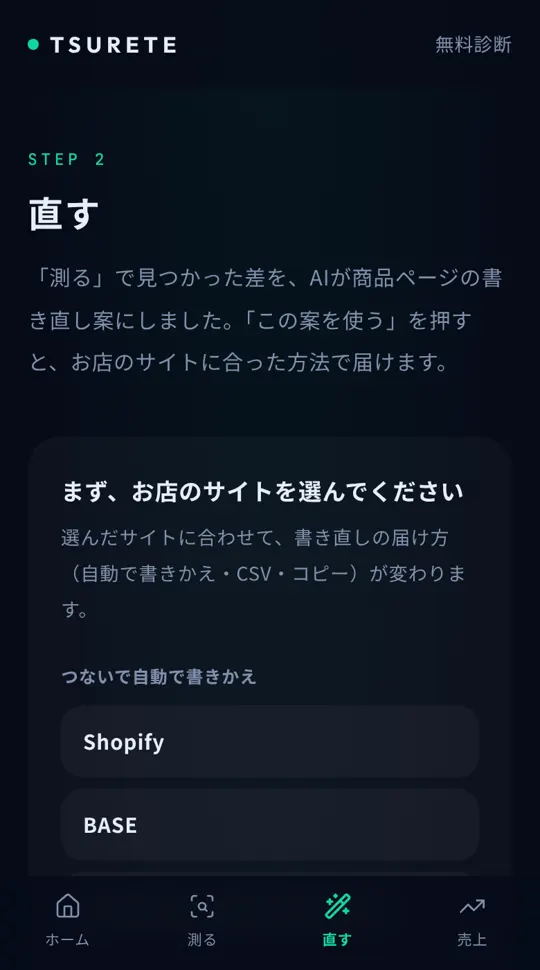 TSURETE
無料診断
STEP 2
直す
「測る」で見つかった差を、AIが商品ページの書
き直し案にしました。「この案を使う」を押す
と、お店のサイトに合った方法で届けます。
まず、お店のサイトを選んでください
選んだサイトに合わせて、書き直しの届け方
（自動で書きかえ・CSV・コピー）が変わりま
す。
つないで自動で書きかえ
Shopify
BASE
ホーム
測る
直す
売上